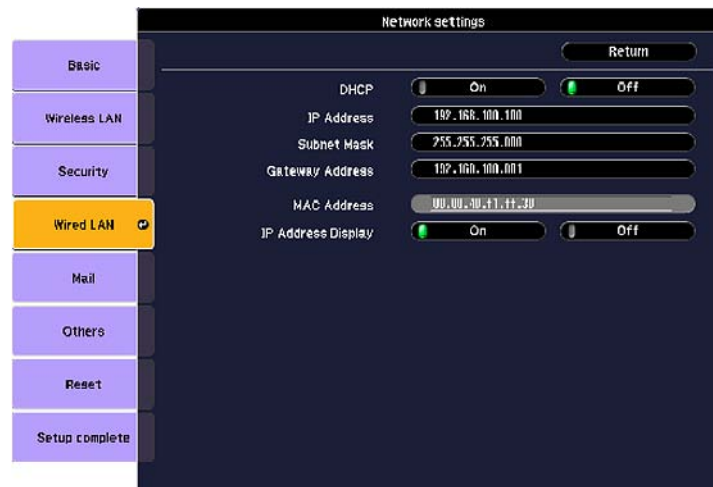 Network settings
Return
Basic
DHCP On Off
Wireless LAN
IP Address 192.168.100.100
Subnet Mask 255.255.255.000
Security
Gateway Address 192.168.100.001
MAC Address
Wired LAN
IP Address Display On Off
Mail
Others
Reset
Setup complete